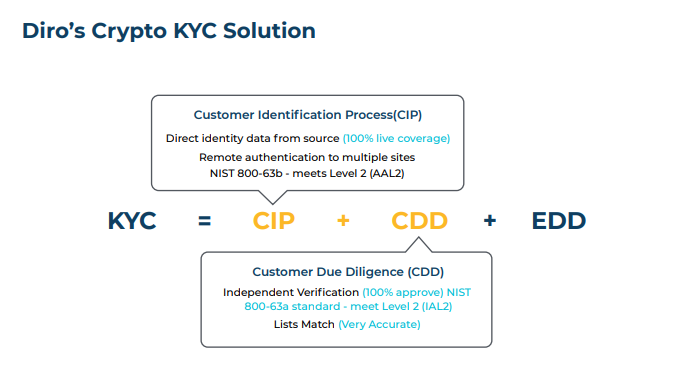 Diro's Crypto KYC Solution
Customer Identification Process(CIP)
Direct identity data from source (100% live coverage)
Remote authentication to multiple sites
NIST 800-63b - meets Level 2 (AAL2)
KYC = CIP + CDD + EDD
Customer Due Diligence (CDD)
Independent Verification (100% approve) NIST
800-63a standard - meet Level 2 (IAL2)
Lists Match (Very Accurate)